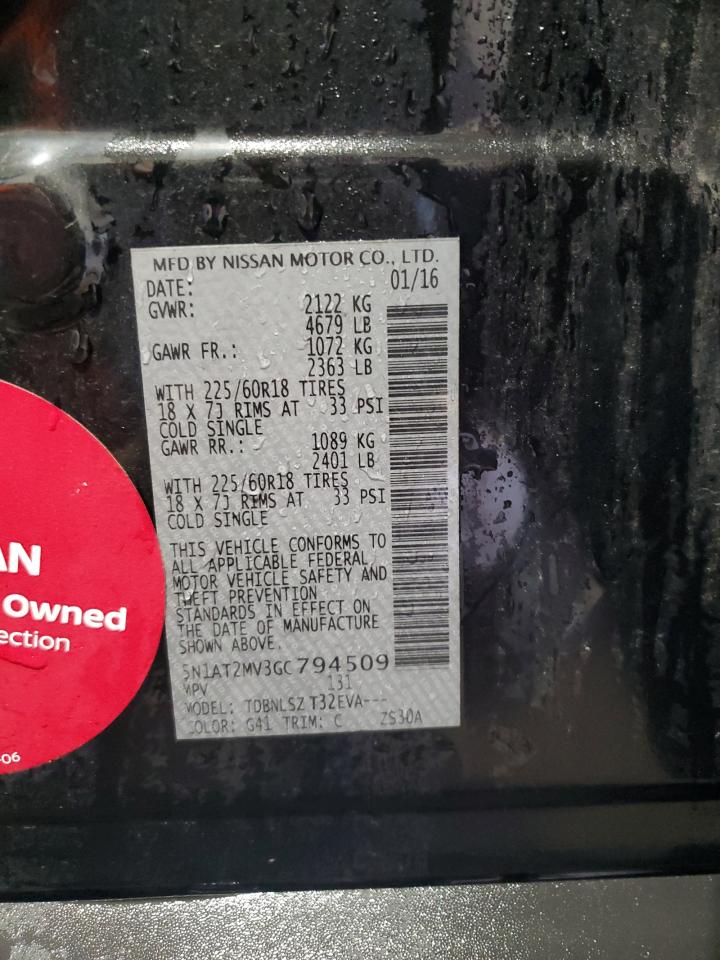 MFD BY NISSAN MOTOR CO., LTD.
DATE: 01/16
GVWR: 2122 KG
4679 LB
GAWR FR.: 1072 KG
2363 LB
WITH 225/60R18 TIRES
18 X 7J RIMS AT 33 PSI
COLD SINGLE
GAWR RR.: 1089 KG
2401 LB
WITH 225/60R18 TIRES
18 X 7J RIMS AT 33 PSI
COLD SINGLE
THIS VEHICLE CONFORMS TO
ALL APPLICABLE FEDERAL
MOTOR VEHICLE SAFETY AND
THEFT PREVENTION
STANDARDS IN EFFECT ON
THE DATE OF MANUFACTURE
SHOWN ABOVE.
5N1AT2MV3GC794509
MPV 131
MODEL: TDBNLSZ T32EVA---
COLOR: G41 TRIM: C ZS30A
AN
Owned
ection
06